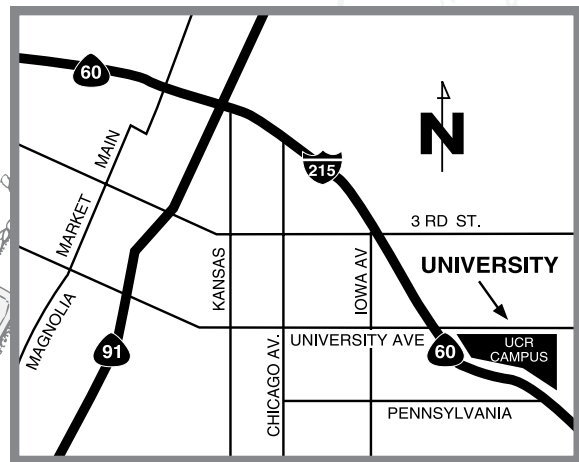 60
MAIN
N
215
MARKET
3 RD ST.
KANSAS
IOWA AV
UNIVERSITY
MAGNOLIA
91
UNIVERSITY AVE
60
UCR
CAMPUS
CHICAGO AV.
PENNSYLVANIA